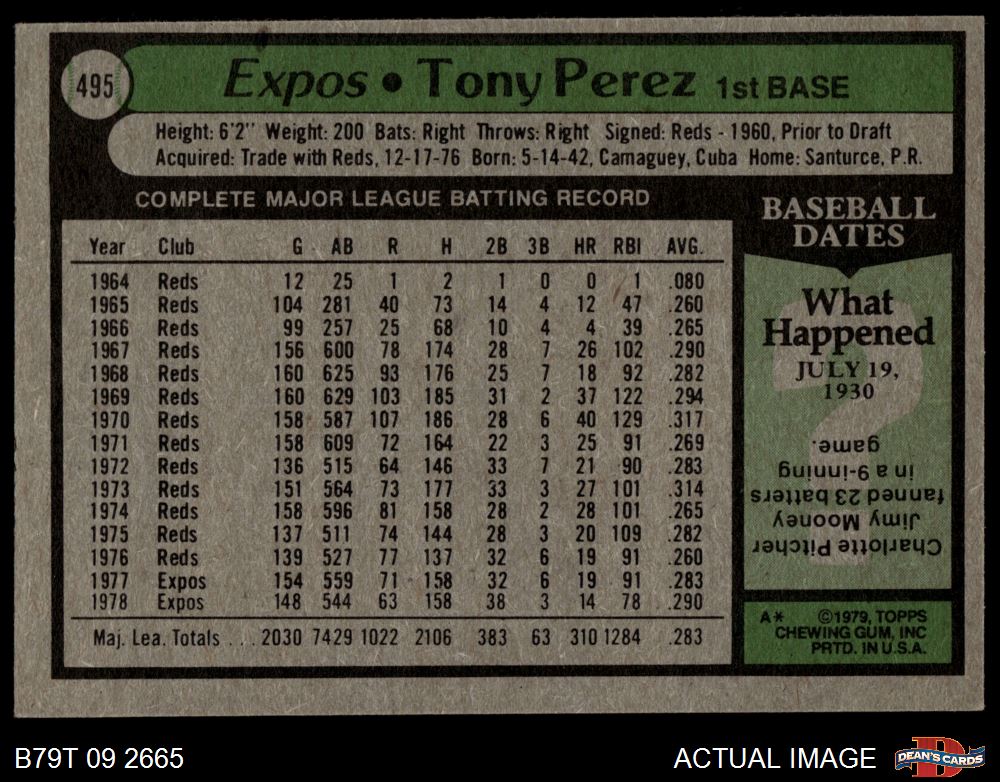 495
Expos • Tony Perez 1st BASE
Height: 6'2" Weight: 200 Bats: Right Throws: Right Signed: Reds - 1960, Prior to Draft
Acquired: Trade with Reds, 12-17-76 Born: 5-14-42, Camaguey, Cuba Home: Santurce, P.R.
COMPLETE MAJOR LEAGUE BATTING RECORD
Year Club G AB R H 2B 3B HR RBI AVG.
1964 Reds 12 25 1 2 1 0 0 1 .080
1965 Reds 104 281 40 73 14 4 12 47 .260
1966 Reds 99 257 25 68 10 4 4 39 .265
1967 Reds 156 600 78 174 28 7 26 102 .290
1968 Reds 160 625 93 176 25 7 18 92 .282
1969 Reds 160 629 103 185 31 2 37 122 .294
1970 Reds 158 587 107 186 28 6 40 129 .317
1971 Reds 158 609 72 164 22 3 25 91 .269
1972 Reds 136 515 64 146 33 7 21 90 .283
1973 Reds 151 564 73 177 33 3 27 101 .314
1974 Reds 158 596 81 158 28 2 28 101 .265
1975 Reds 137 511 74 144 28 3 20 109 .282
1976 Reds 139 527 77 137 32 6 19 91 .260
1977 Expos 154 559 71 158 32 6 19 91 .283
1978 Expos 148 544 63 158 38 3 14 78 .290
Maj. Lea. Totals . . . 2030 7429 1022 2106 383 63 310 1284 .283
BASEBALL
DATES
What
Happened
JULY 19,
1930
?
Charlotte Pitcher
Jimy Mooney
fanned 23 batters
in a 9-inning
game.
A* ©1979, TOPPS
CHEWING GUM, INC
PRTD. IN U.S.A.
B79T 09 2665
ACTUAL IMAGE
D
DEAN'S CARDS